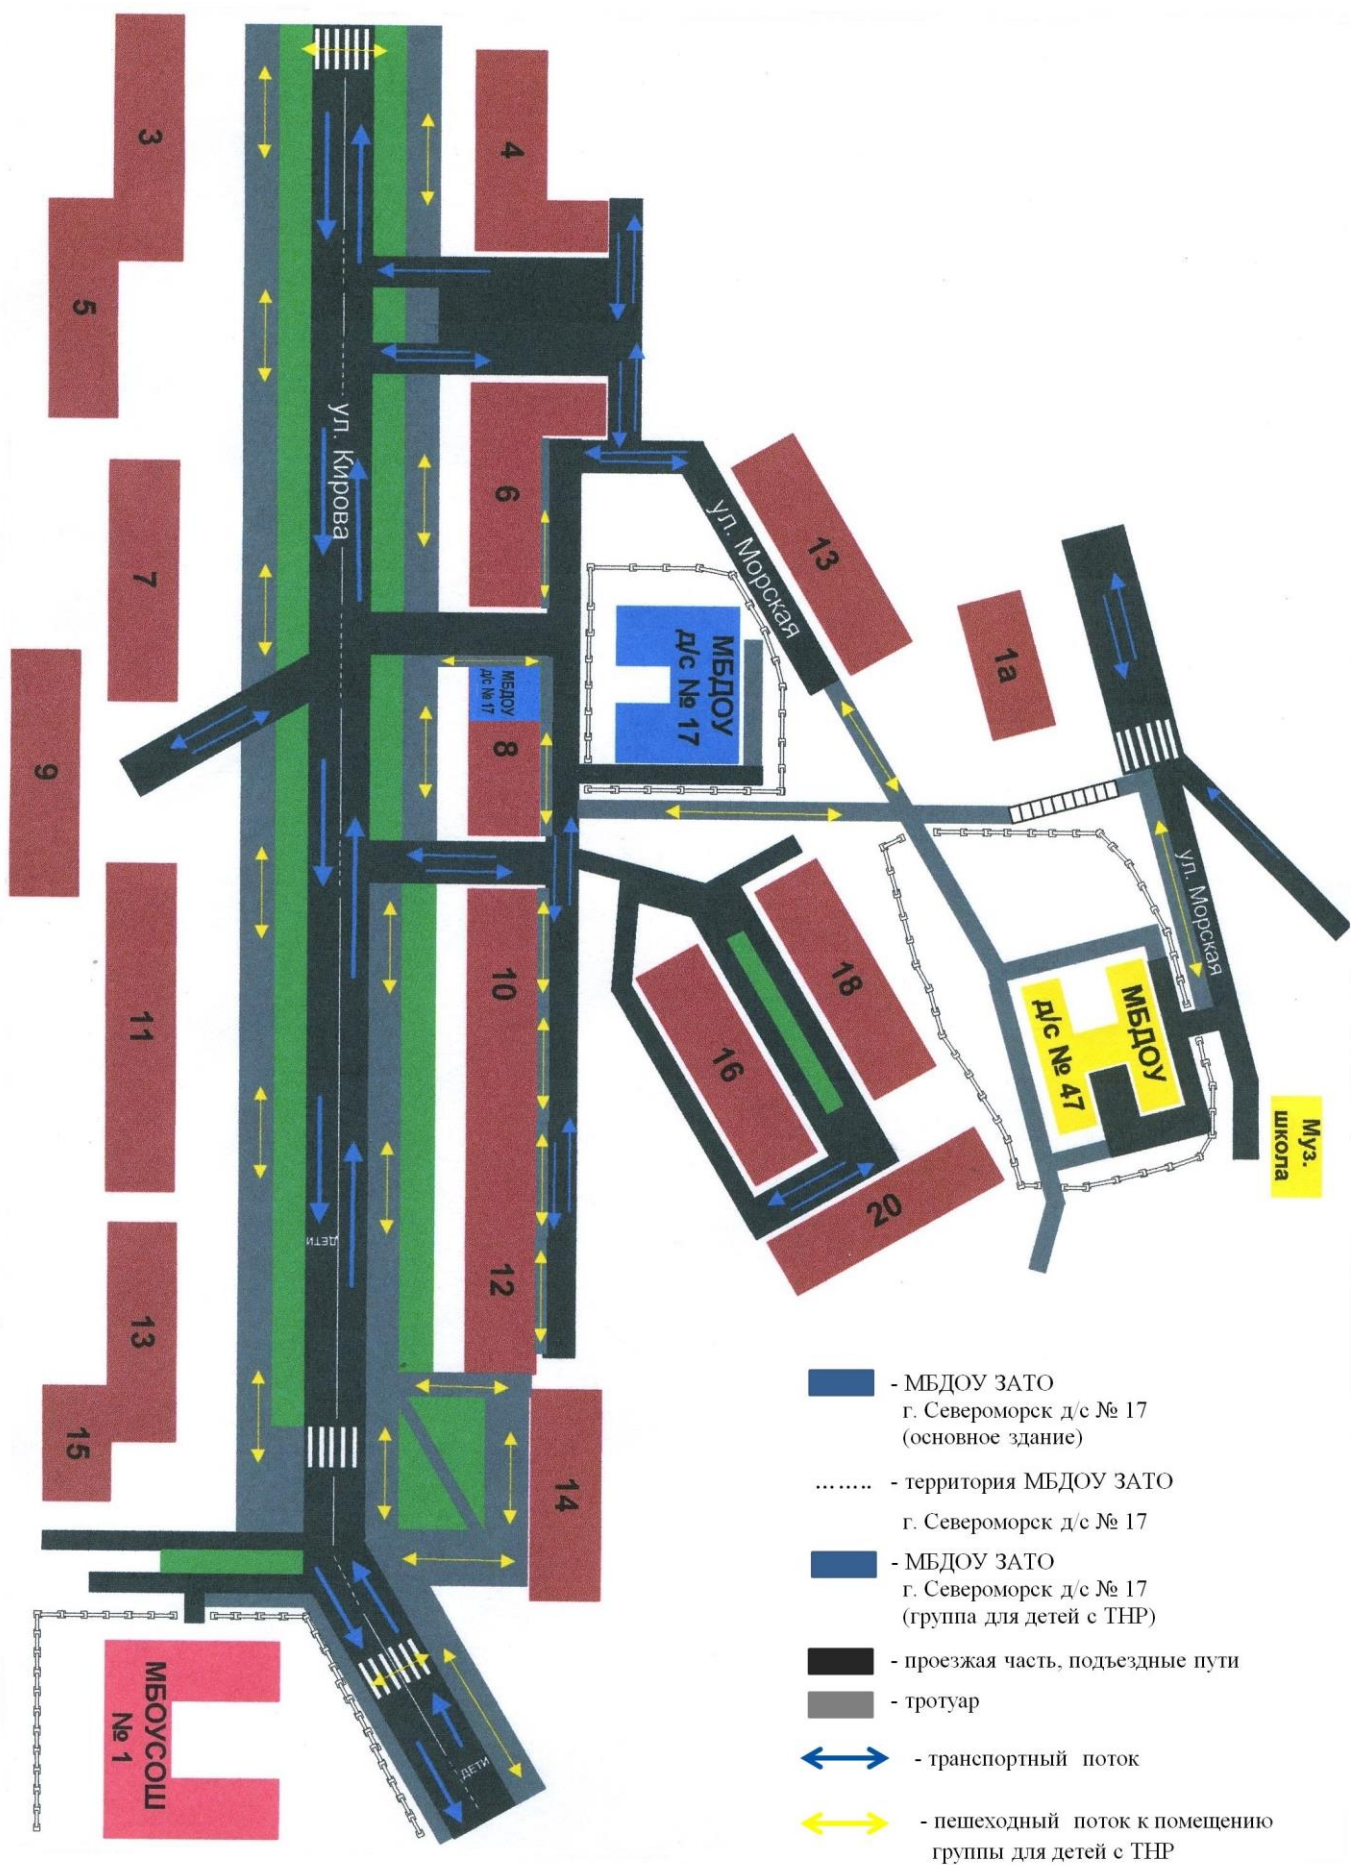 3
4
5
ул. Кирова
6
7
ул. Морская
13
1а
МБДОУ
д/с № 17
МБДОУ
д/с № 17
8
9
ул. Морская
10
11
18
16
МБДОУ
д/с № 47
Муз.
школа
20
ДЕТИ
12
13
15
14
МБОУСОШ
№ 1
ДЕТИ
- МБДОУ ЗАТО
г. Североморск д/с № 17
(основное здание)
........ - территория МБДОУ ЗАТО
г. Североморск д/с № 17
- МБДОУ ЗАТО
г. Североморск д/с № 17
(группа для детей с ТНР)
- проезжая часть, подъездные пути
- тротуар
- транспортный поток
- пешеходный поток к помещению
группы для детей с ТНР